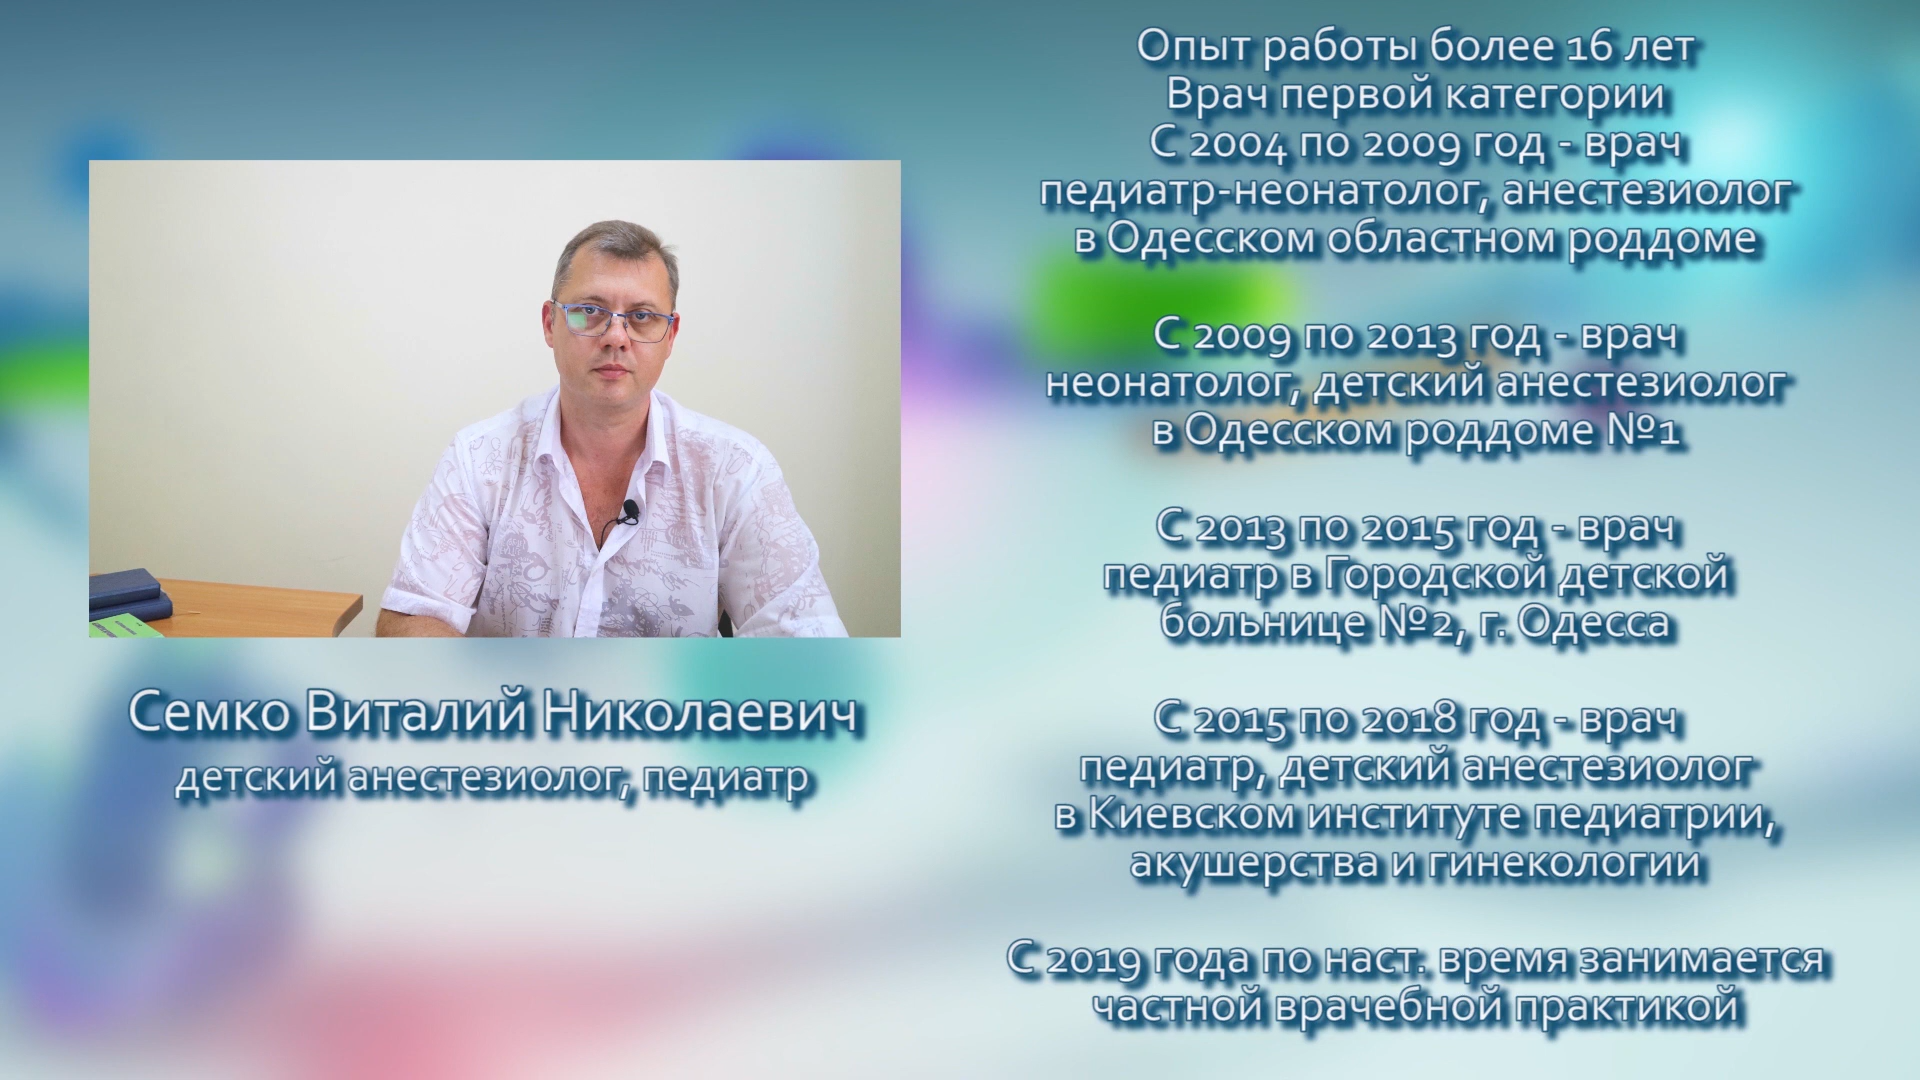 Опыт работы более 16 лет
Врач первой категории
С 2004 по 2009 год - врач
педиатр-неонатолог, анестезиолог
в Одесском областном роддоме
С 2009 по 2013 год - врач
неонатолог, детский анестезиолог
в Одесском роддоме №1
С 2013 по 2015 год - врач
педиатр в Городской детской
больнице №2, г. Одесса
С 2015 по 2018 год - врач
педиатр, детский анестезиолог
в Киевском институте педиатрии,
акушерства и гинекологии
С 2019 года по наст. время занимается
частной врачебной практикой
Семко Виталий Николаевич
детский анестезиолог, педиатр